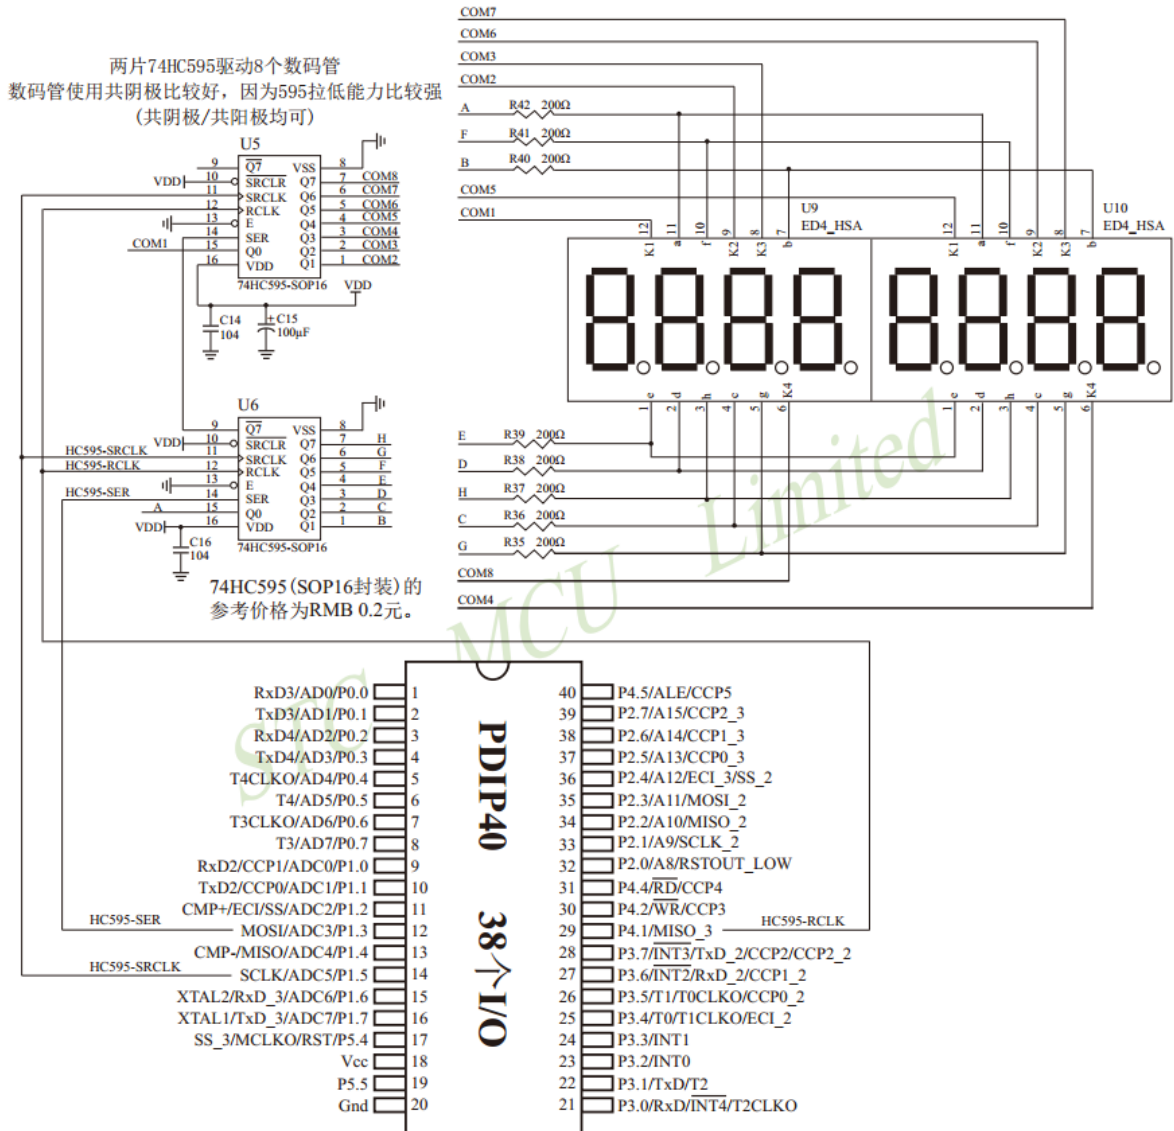 两片74HC595驱动8个数码管
数码管使用共阴极比较好，因为595拉低能力比较强
(共阴极/共阳极均可)
U5
9 Q7 VSS 8
VDD 10 SRCLR Q7 7 COM8
11 SRCLK Q6 6 COM7
12 RCLK Q5 5 COM6
13 E Q4 4 COM5
14 SER Q3 3 COM4
COM1 15 Q0 Q2 2 COM3
16 VDD Q1 1 COM2
74HC595-SOP16 VDD
C14
104
+ C15
100μF
U6
9 Q7 VSS 8
VDD 10 SRCLR Q7 7 H
HC595-SRCLK 11 SRCLK Q6 6 G
HC595-RCLK 12 RCLK Q5 5 F
13 E Q4 4 E
HC595-SER 14 SER Q3 3 D
A 15 Q0 Q2 2 C
VDD 16 VDD Q1 1 B
74HC595-SOP16
C16
104
74HC595(SOP16封装)的
参考价格为RMB 0.2元。
COM7
COM6
COM3
COM2
A R42 200Ω
F R41 200Ω
B R40 200Ω
COM5
COM1
U9
ED4_HSA
U10
ED4_HSA
12 11 10 9 8 7 12 11 10 9 8 7
K1 a f K2 K3 b K1 a f K2 K3 b
e d h c g K4 e d h c g K4
1 2 3 4 5 6 1 2 3 4 5 6
E R39 200Ω
D R38 200Ω
H R37 200Ω
C R36 200Ω
G R35 200Ω
COM8
COM4
STC MCU Limited
PDIP40
38个I/O
RxD3/AD0/P0.0 1 40 P4.5/ALE/CCP5
TxD3/AD1/P0.1 2 39 P2.7/A15/CCP2_3
RxD4/AD2/P0.2 3 38 P2.6/A14/CCP1_3
TxD4/AD3/P0.3 4 37 P2.5/A13/CCP0_3
T4CLKO/AD4/P0.4 5 36 P2.4/A12/ECI_3/SS_2
T4/AD5/P0.5 6 35 P2.3/A11/MOSI_2
T3CLKO/AD6/P0.6 7 34 P2.2/A10/MISO_2
T3/AD7/P0.7 8 33 P2.1/A9/SCLK_2
RxD2/CCP1/ADC0/P1.0 9 32 P2.0/A8/RSTOUT_LOW
TxD2/CCP0/ADC1/P1.1 10 31 P4.4/RD/CCP4
CMP+/ECI/SS/ADC2/P1.2 11 30 P4.2/WR/CCP3
HC595-SER MOSI/ADC3/P1.3 12 29 P4.1/MISO_3 HC595-RCLK
CMP-/MISO/ADC4/P1.4 13 28 P3.7/INT3/TxD_2/CCP2/CCP2_2
HC595-SRCLK SCLK/ADC5/P1.5 14 27 P3.6/INT2/RxD_2/CCP1_2
XTAL2/RxD_3/ADC6/P1.6 15 26 P3.5/T1/T0CLKO/CCP0_2
XTAL1/TxD_3/ADC7/P1.7 16 25 P3.4/T0/T1CLKO/ECI_2
SS_3/MCLKO/RST/P5.4 17 24 P3.3/INT1
Vcc 18 23 P3.2/INT0
P5.5 19 22 P3.1/TxD/T2
Gnd 20 21 P3.0/RxD/INT4/T2CLKO